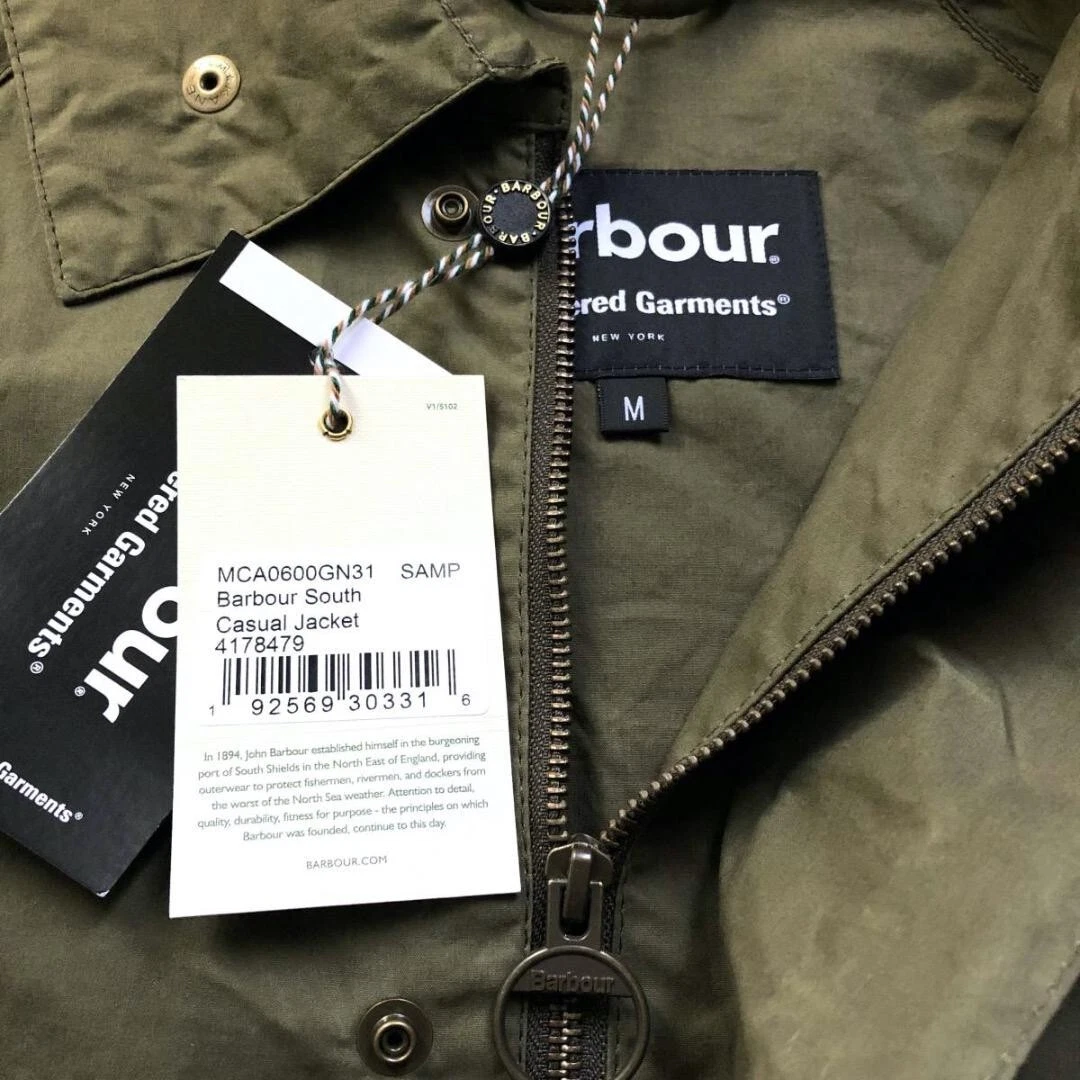 BARBOUR · BARBOUR ·
rbour.®
ered Garments®
NEW YORK
M
V1/5102
NEW YORK
ered Garments®
our.®
Garments®
MCA0600GN31 SAMP
Barbour South
Casual Jacket
4178479
1 92569 30331 6
In 1894, John Barbour established himself in the burgeoning
port of South Shields in the North East of England, providing
outerwear to protect fishermen, rivermen, and dockers from
the worst of the North Sea weather. Attention to detail,
quality, durability, fitness for purpose - the principles on which
Barbour was founded, continue to this day.
BARBOUR.COM
Barbour